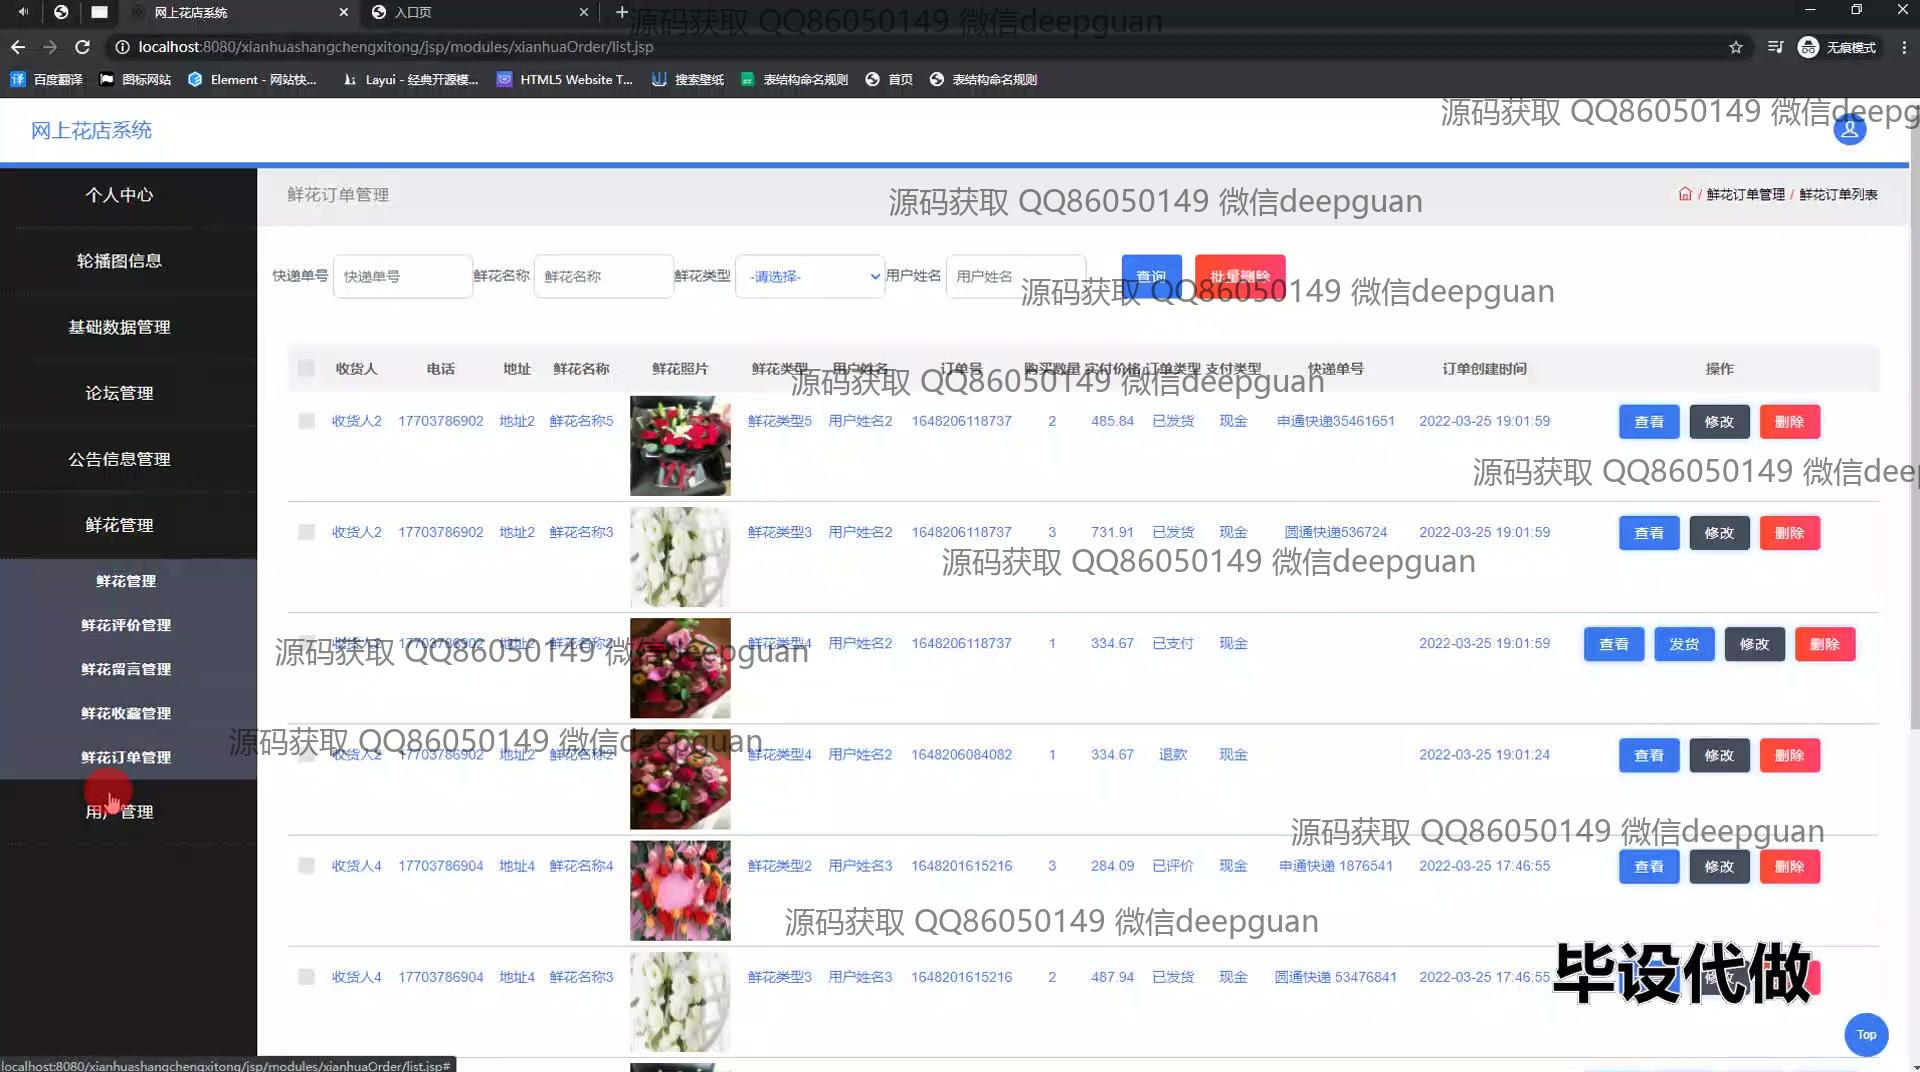 网上花店系统
入口页
localhost:8080/xianhuashangchengxitong/jsp/modules/xianhuaOrder/list.jsp
无痕模式
百度翻译 图标网站 Element - 网站快... Layui - 经典开源模... HTML5 Website T... 搜索壁纸 表结构命名规则 首页 表结构命名规则
源码获取 QQ86050149 微信deepguan
网上花店系统
源码获取 QQ86050149 微信deepg
个人中心
轮播图信息
基础数据管理
论坛管理
公告信息管理
鲜花管理
鲜花管理
鲜花评价管理
鲜花留言管理
鲜花收藏管理
鲜花订单管理
用户管理
鲜花订单管理
源码获取 QQ86050149 微信deepguan
/ 鲜花订单管理 / 鲜花订单列表
快递单号 快递单号 鲜花名称 鲜花名称 鲜花类型 -请选择- 用户姓名 用户姓名 查询 批量删除
源码获取 QQ86050149 微信deepguan
收货人 电话 地址 鲜花名称 鲜花照片 鲜花类型 用户姓名 订单号 购买数量 实付价格 订单类型 支付类型 快递单号 订单创建时间 操作
源码获取 QQ86050149 微信deepguan
收货人2 17703786902 地址2 鲜花名称5 鲜花类型5 用户姓名2 1648206118737 2 485.84 已发货 现金 申通快递35461651 2022-03-25 19:01:59 查看 修改 删除
源码获取 QQ86050149 微信deep
收货人2 17703786902 地址2 鲜花名称3 鲜花类型3 用户姓名2 1648206118737 3 731.91 已发货 现金 圆通快递536724 2022-03-25 19:01:59 查看 修改 删除
源码获取 QQ86050149 微信deepguan
收货人2 17703786902 地址2 鲜花名称2 鲜花类型4 用户姓名2 1648206118737 1 334.67 已支付 现金 2022-03-25 19:01:59 查看 发货 修改 删除
源码获取 QQ86050149 微信deepguan
收货人2 17703786902 地址2 鲜花名称2 鲜花类型4 用户姓名2 1648206084082 1 334.67 退款 现金 2022-03-25 19:01:24 查看 修改 删除
源码获取 QQ86050149 微信deepguan
源码获取 QQ86050149 微信deepguan
收货人4 17703786904 地址4 鲜花名称4 鲜花类型2 用户姓名3 1648201615216 3 284.09 已评价 现金 申通快递 1876541 2022-03-25 17:46:55 查看 修改 删除
源码获取 QQ86050149 微信deepguan
收货人4 17703786904 地址4 鲜花名称3 鲜花类型3 用户姓名3 1648201615216 2 487.94 已发货 现金 圆通快递 53476841 2022-03-25 17:46:55
毕设代做
Top
localhost:8080/xianhuashangchengxitong/jsp/modules/xianhuaOrder/list.jsp#